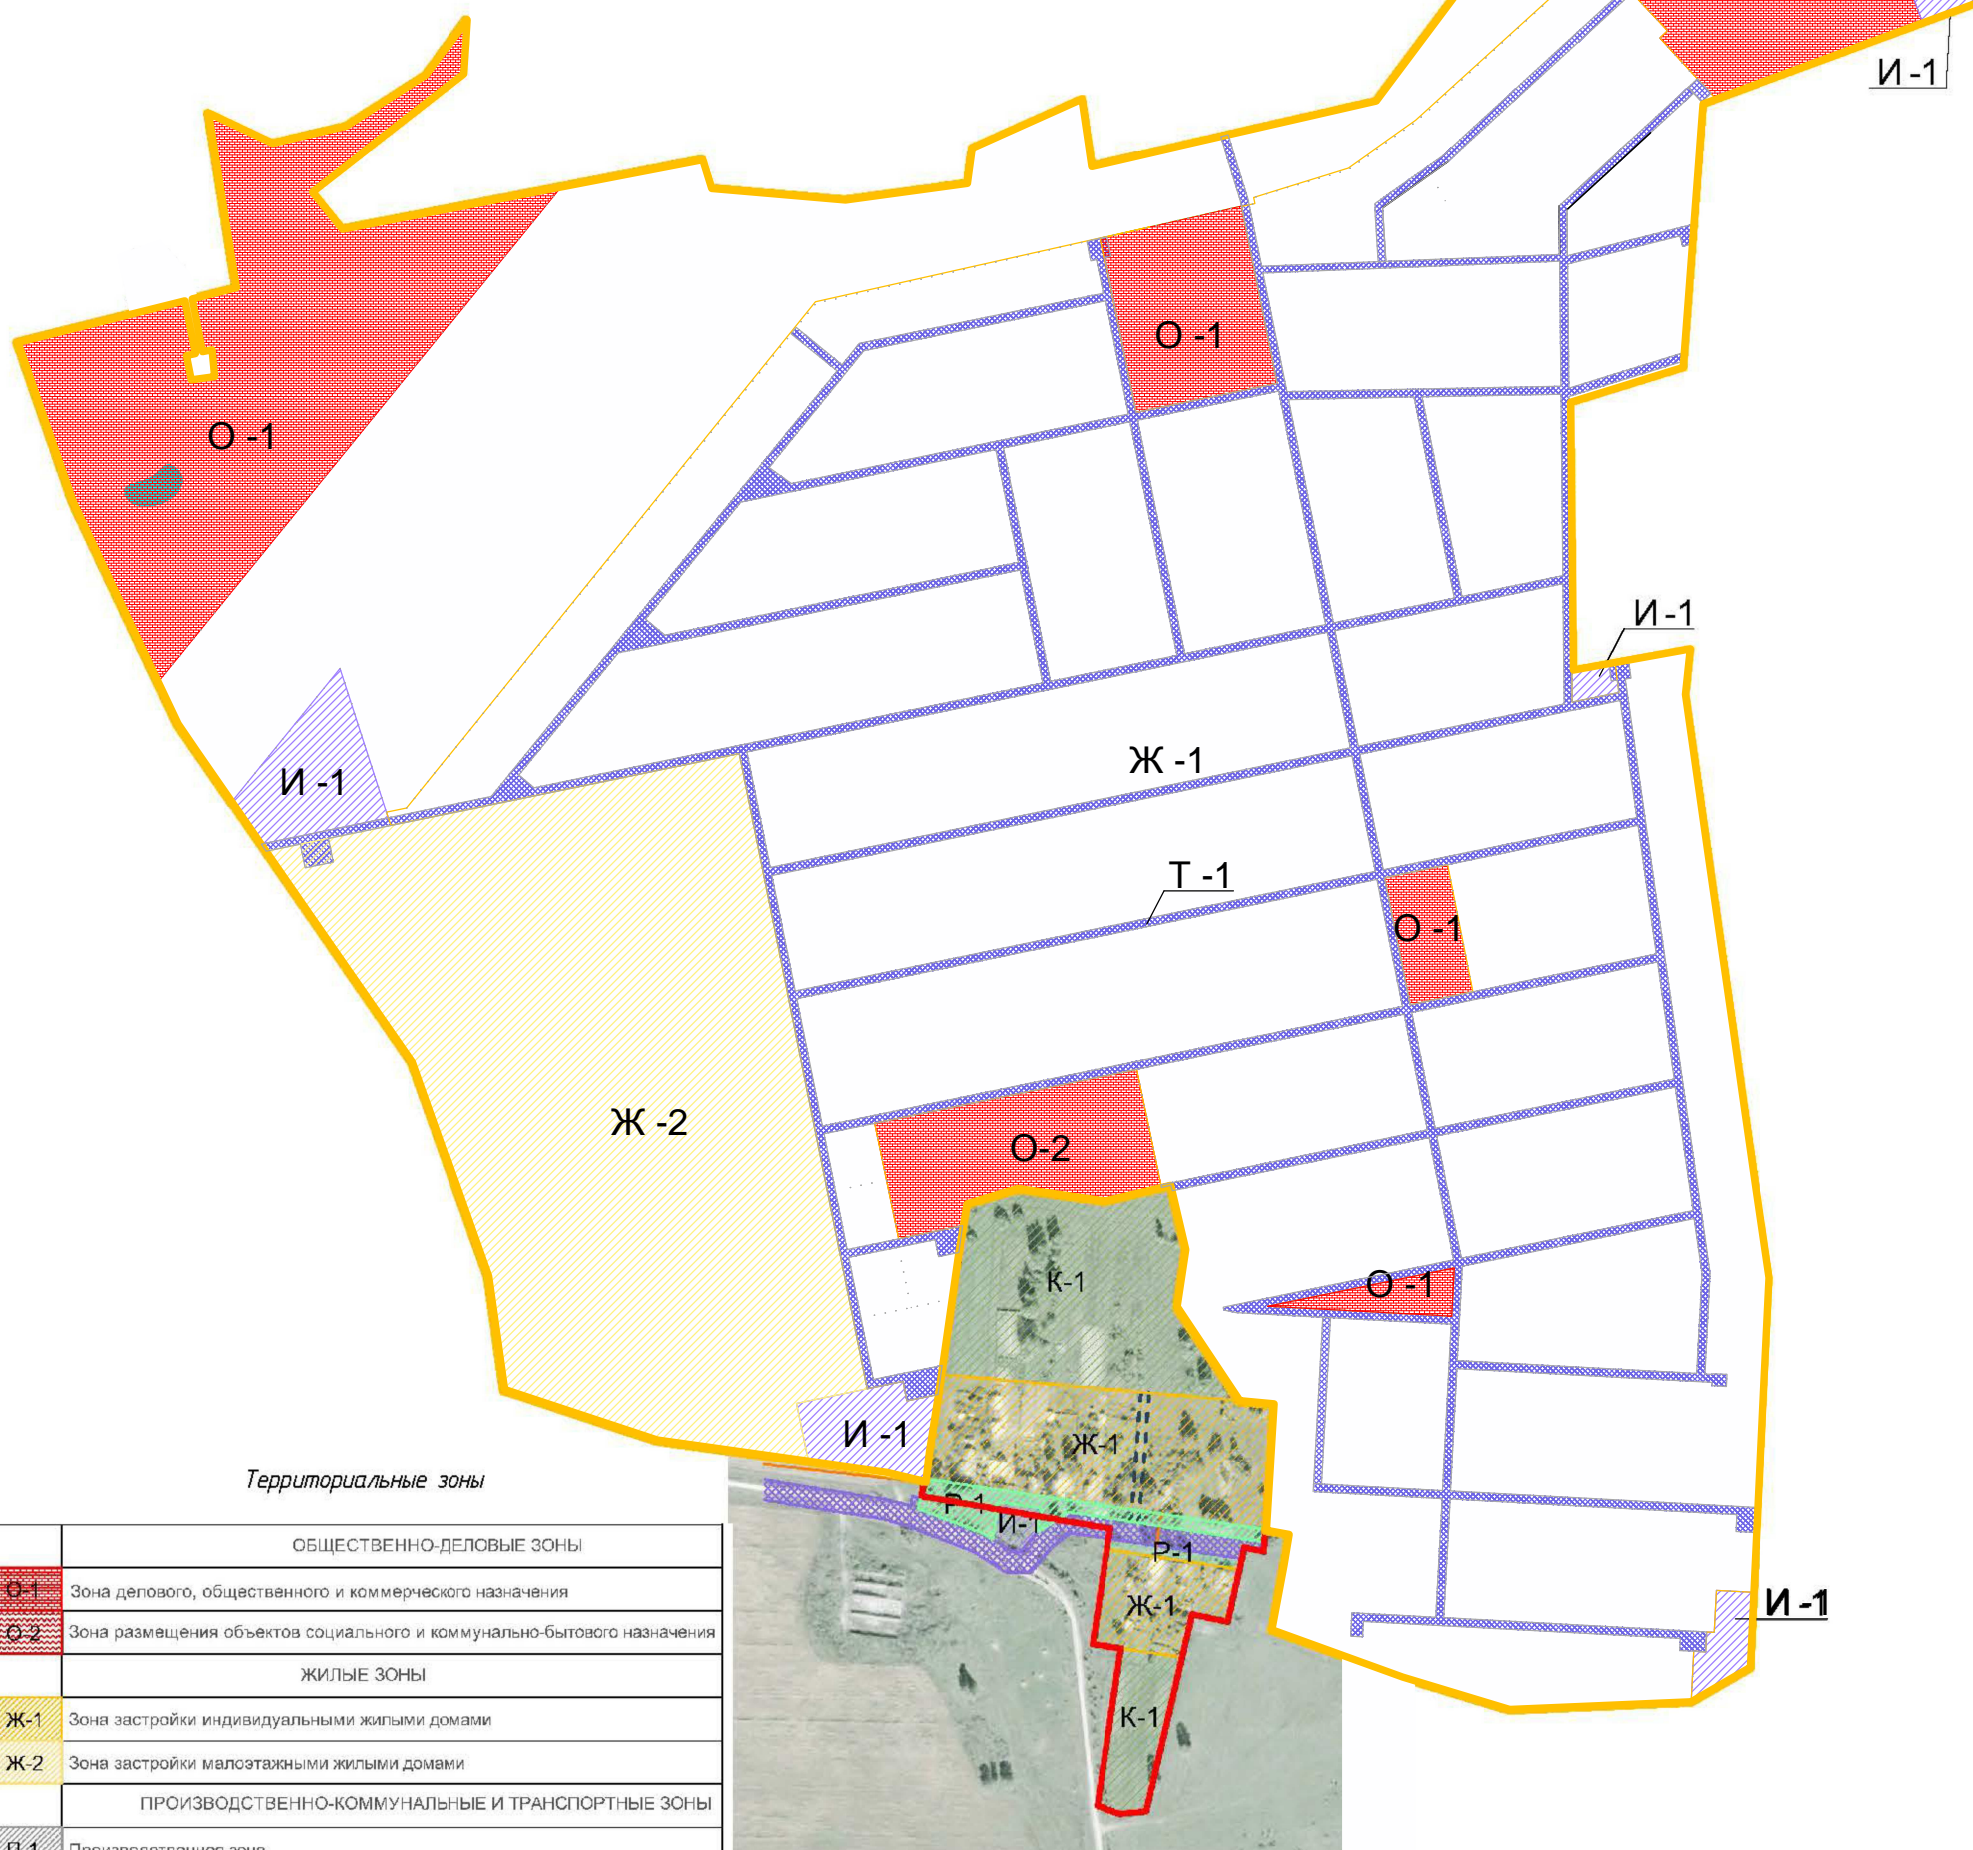 И -1
О -1
О -1
И -1
Ж -1
И -1
Т -1
О -1
Ж -2
О-2
К-1
О -1
Ж-1
И -1
Р-1
И-1
Р-1
Ж-1
И -1
К-1
Территориальные зоны
ОБЩЕСТВЕННО-ДЕЛОВЫЕ ЗОНЫ
О-1 Зона делового, общественного и коммерческого назначения
О-2 Зона размещения объектов социального и коммунально-бытового назначения
ЖИЛЫЕ ЗОНЫ
Ж-1 Зона застройки индивидуальными жилыми домами
Ж-2 Зона застройки малоэтажными жилыми домами
ПРОИЗВОДСТВЕННО-КОММУНАЛЬНЫЕ И ТРАНСПОРТНЫЕ ЗОНЫ
П-1 Производственная зона